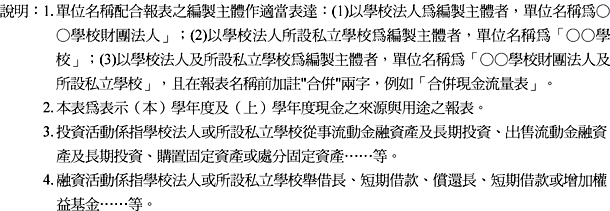 說明：1.單位名稱配合報表之編製主體作適當表達：(1)以學校法人為編製主體者，單位名稱為○
○學校財團法人」；(2)以學校法人所設私立學校為編製主體者，單位名稱為「○○學
校」；(3)以學校法人及所設私立學校為編製主體者，單位名稱為「○○學校財團法人及
所設私立學校」，且在報表名稱前加註"合併"兩字，例如「合併現金流量表」。
2.本表為表示（本）學年度及（上）學年度現金之來源與用途之報表。
3.投資活動係指學校法人或所設私立學校從事流動金融資產及長期投資、出售流動金融資
產及長期投資、購置固定資產或處分固定資產……等。
4.融資活動係指學校法人或所設私立學校舉借長、短期借款、償還長、短期借款或增加權
益基金……等。